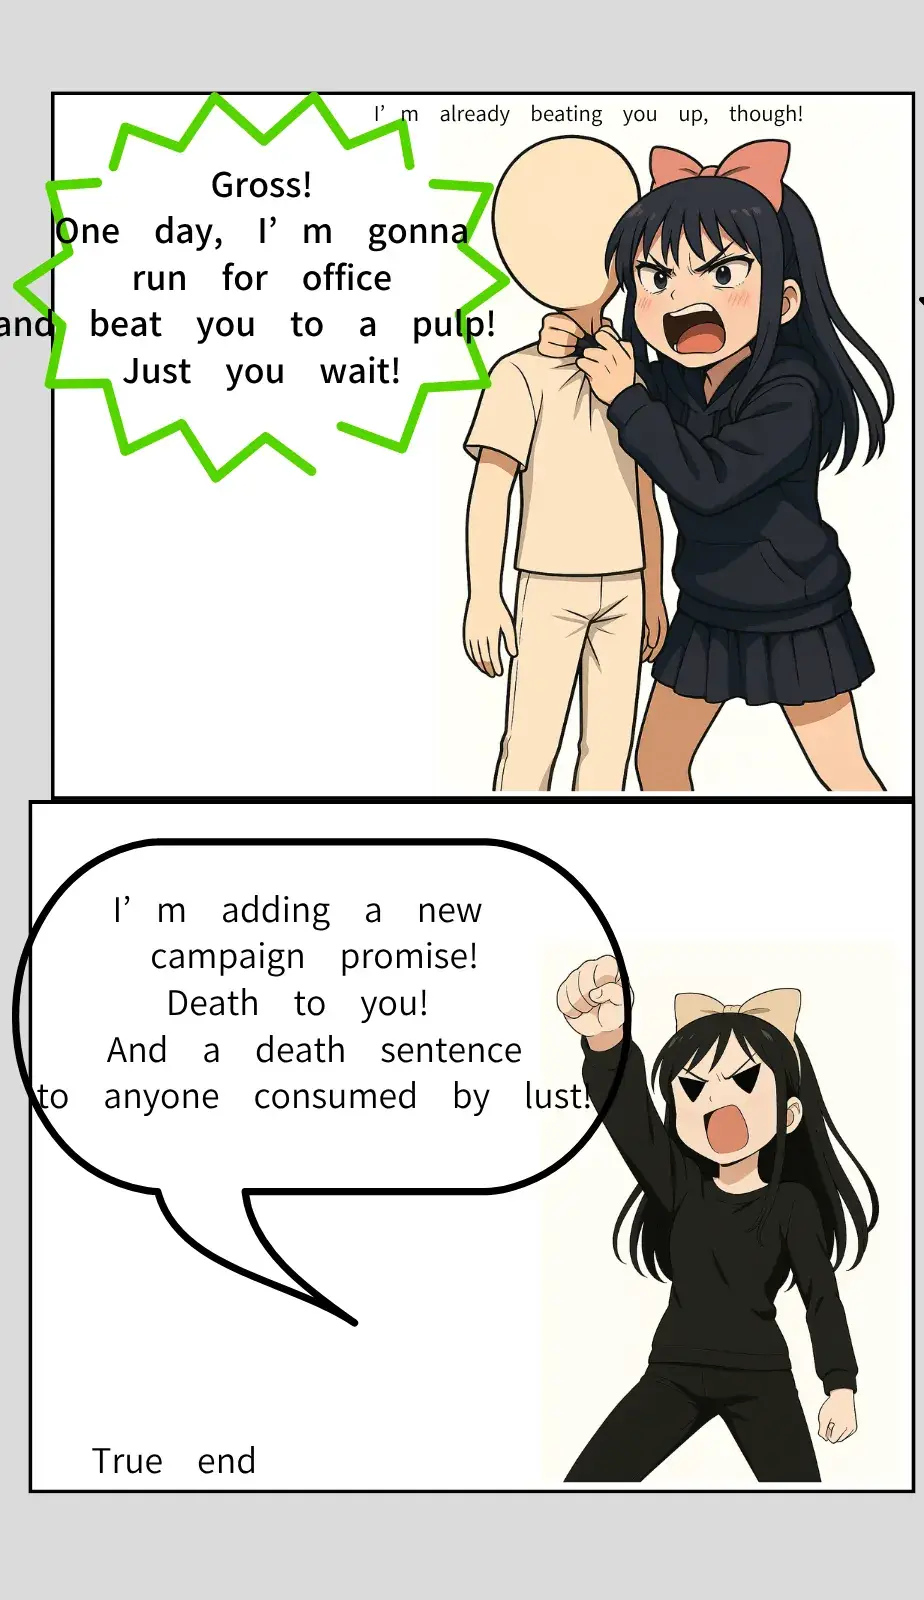 I'm already beating you up, though!
Gross!
One day, I'm gonna
run for office
and beat you to a pulp!
Just you wait!
I'm adding a new
campaign promise!
Death to you!
And a death sentence
to anyone consumed by lust!
True end